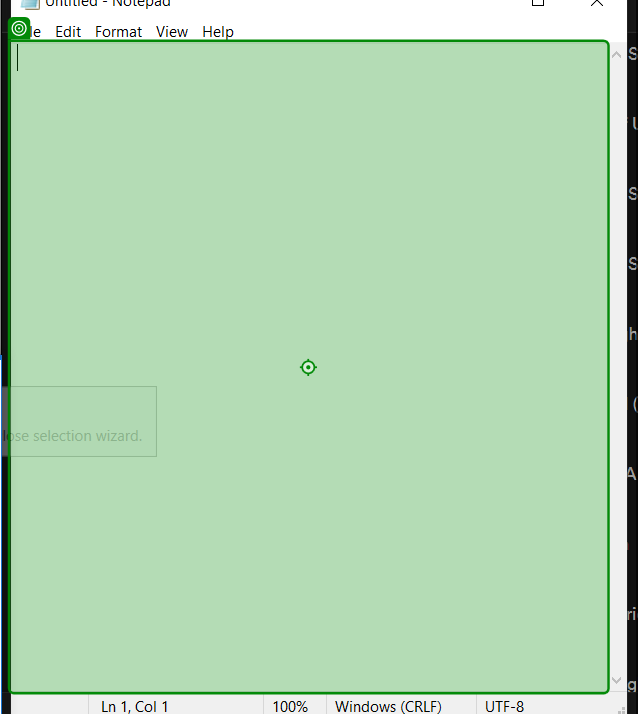 Untitled - Notepad
le Edit Format View Help
lose selection wizard.
Ln 1, Col 1 100% Windows (CRLF) UTF-8